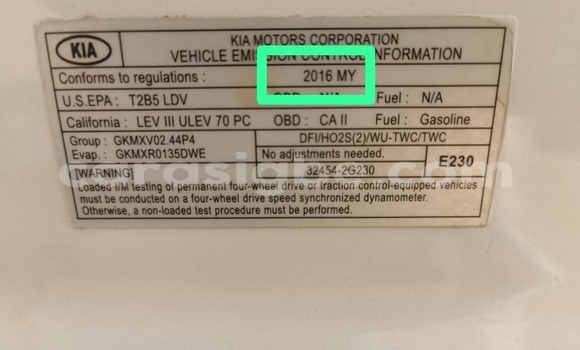 KIA
KIA MOTORS CORPORATION
VEHICLE EMISSION CONTROL INFORMATION
Conforms to regulations : 2016 MY
U.S.EPA : T2B5 LDV OBD : N/A Fuel : N/A
California : LEV III ULEV 70 PC OBD : CA II Fuel : Gasoline
Group : GKMXV02.44P4 DFI/HO2S(2)/WU-TWC/TWC
Evap. : GKMXR0135DWE No adjustments needed. E230
[WARNING] 32454-2G230
Loaded I/M testing of permanent four-wheel drive or traction control-equipped vehicles
must be conducted on a four-wheel drive speed synchronized dynamometer.
Otherwise, a non-loaded test procedure must be performed.